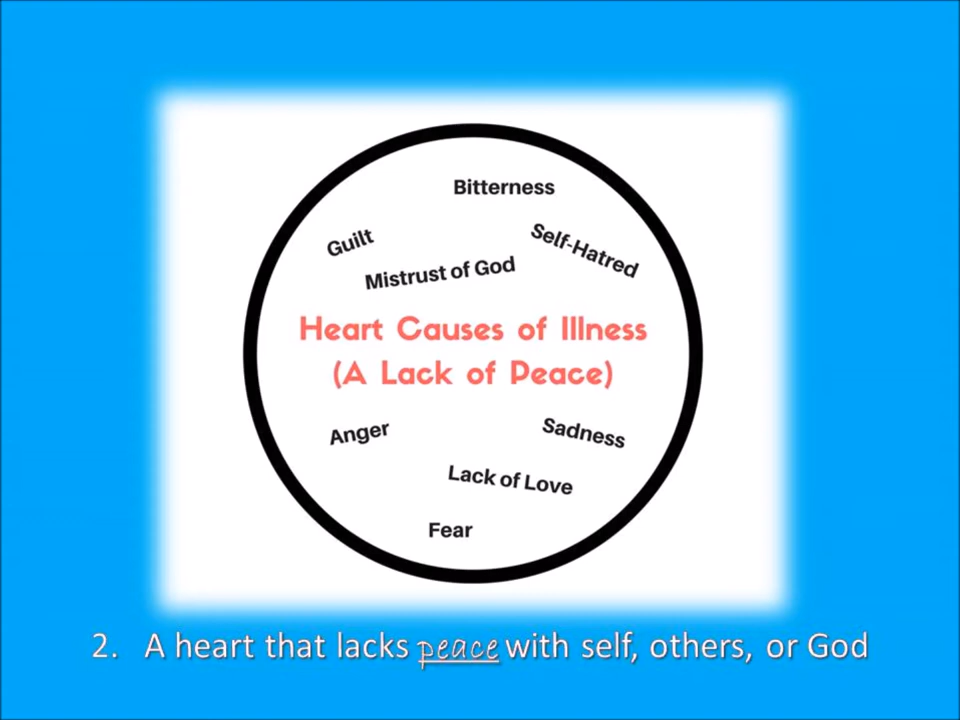 Bitterness
Guilt
Self-Hatred
Mistrust of God
Heart Causes of Illness
(A Lack of Peace)
Anger
Sadness
Lack of Love
Fear
2. A heart that lacks peace with self, others, or God